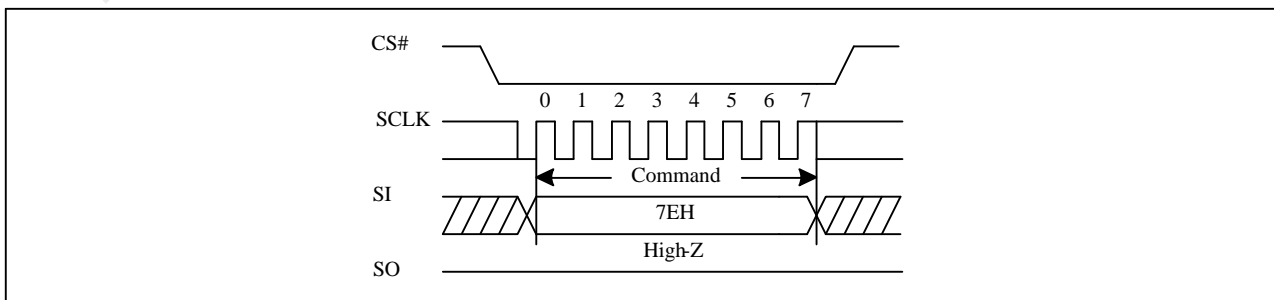 CS#
0 1 2 3 4 5 6 7
SCLK
Command
SI
7EH
High-Z
SO